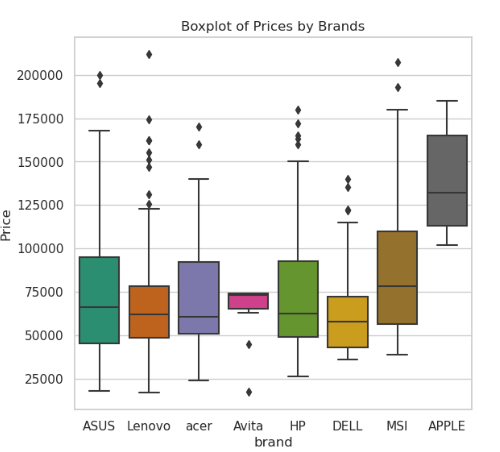 Boxplot of Prices by Brands
Price
200000
175000
150000
125000
100000
75000
50000
25000
ASUS Lenovo acer Avita HP DELL MSI APPLE
brand